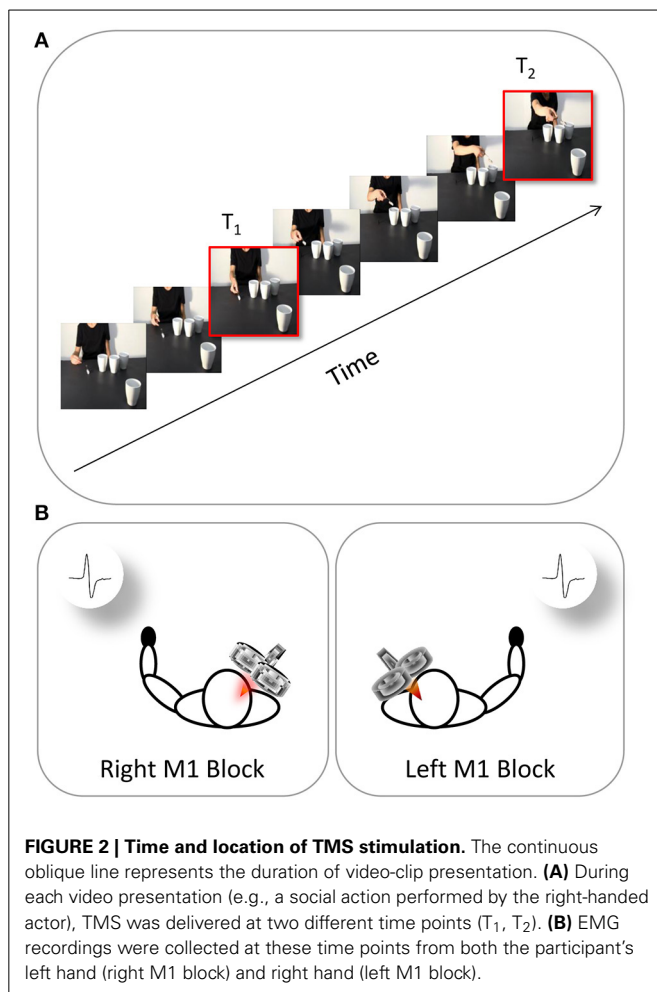 A
T2
T1
Time
B
Right M1 Block
Left M1 Block
FIGURE 2 | Time and location of TMS stimulation. The continuous
oblique line represents the duration of video-clip presentation. (A) During
each video presentation (e.g., a social action performed by the right-handed
actor), TMS was delivered at two different time points (T1, T2). (B) EMG
recordings were collected at these time points from both the participant's
left hand (right M1 block) and right hand (left M1 block).